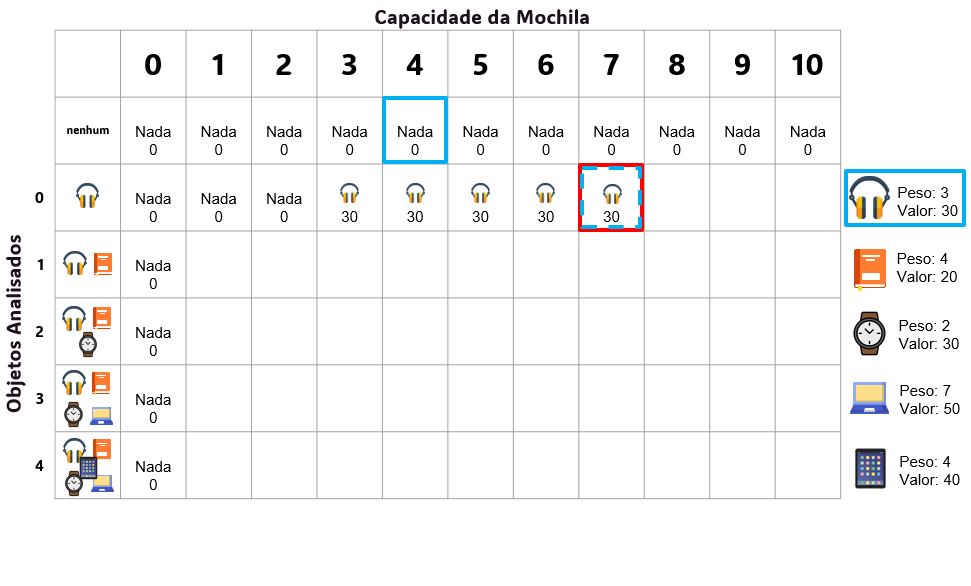 Capacidade da Mochila
0 1 2 3 4 5 6 7 8 9 10
nenhum Nada Nada Nada Nada Nada Nada Nada Nada Nada Nada Nada
0 0 0 0 0 0 0 0 0 0 0
Objetos Analisados
0 Nada Nada Nada
0 0 0 30 30 30 30 30
Peso: 3
Valor: 30
1 Nada
0
Peso: 4
Valor: 20
2 Nada
0
Peso: 2
Valor: 30
3 Nada
0
Peso: 7
Valor: 50
4 Nada
0
Peso: 4
Valor: 40